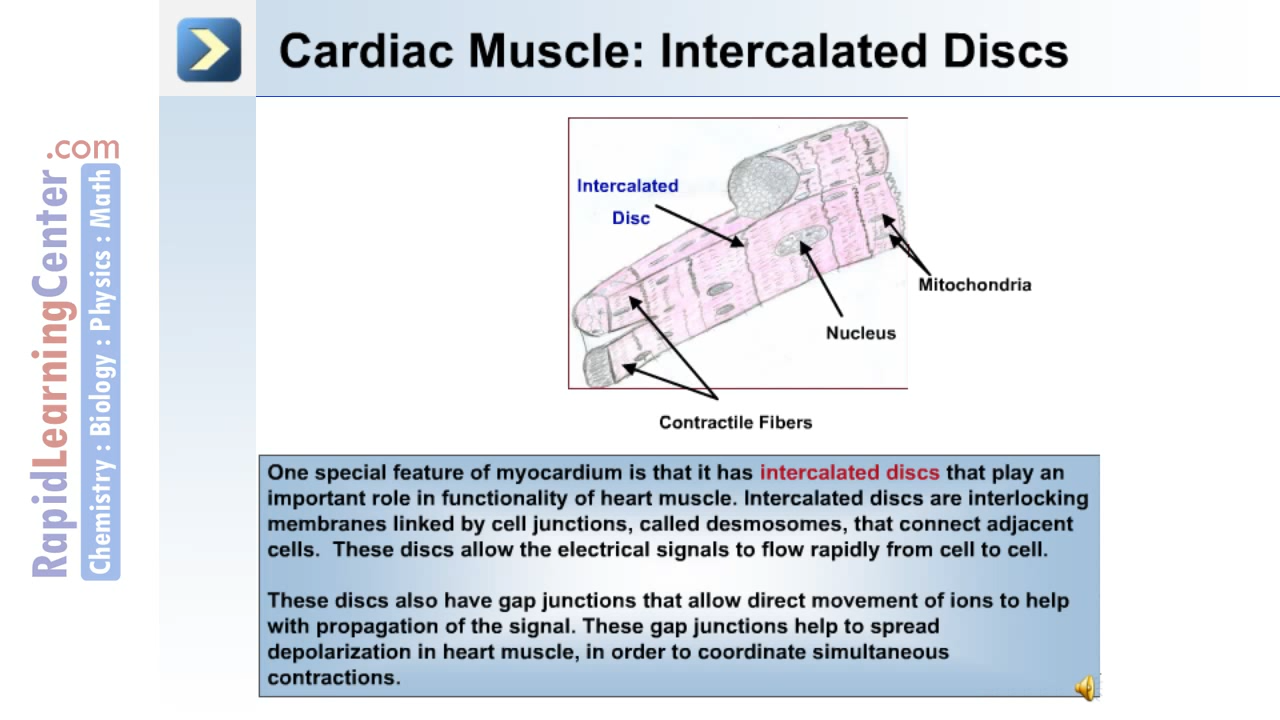 Cardiac Muscle: Intercalated Discs
RapidLearningCenter.com
Chemistry : Biology : Physics : Math
Intercalated
Disc
Mitochondria
Nucleus
Contractile Fibers
One special feature of myocardium is that it has intercalated discs that play an
important role in functionality of heart muscle. Intercalated discs are interlocking
membranes linked by cell junctions, called desmosomes, that connect adjacent
cells. These discs allow the electrical signals to flow rapidly from cell to cell.
These discs also have gap junctions that allow direct movement of ions to help
with propagation of the signal. These gap junctions help to spread
depolarization in heart muscle, in order to coordinate simultaneous
contractions.